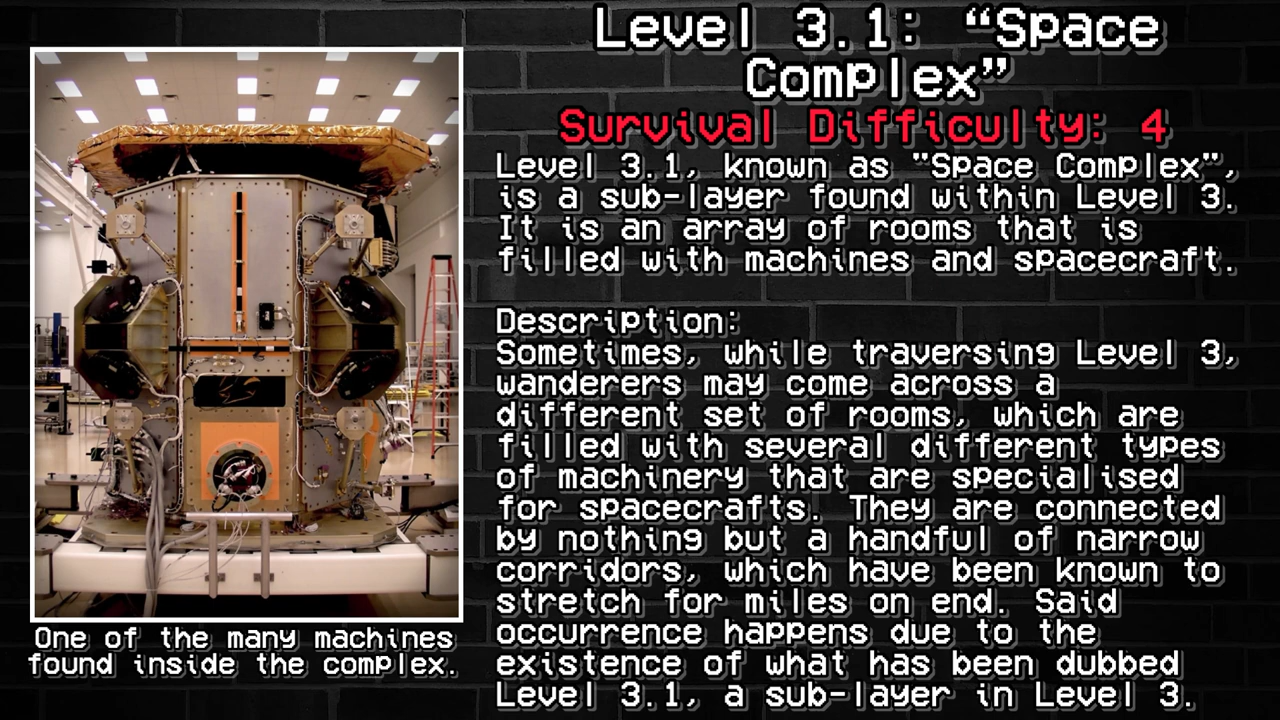 Level 3.1: “Space
Complex”
Survival Difficulty: 4
Level 3.1, known as "Space Complex",
is a sub-layer found within Level 3.
It is an array of rooms that is
filled with machines and spacecraft.
Description:
Sometimes, while traversing Level 3,
wanderers may come across a
different set of rooms, which are
filled with several different types
of machinery that are specialised
for spacecrafts. They are connected
by nothing but a handful of narrow
corridors, which have been known to
stretch for miles on end. Said
occurrence happens due to the
existence of what has been dubbed
Level 3.1, a sub-layer in Level 3.
One of the many machines
found inside the complex.